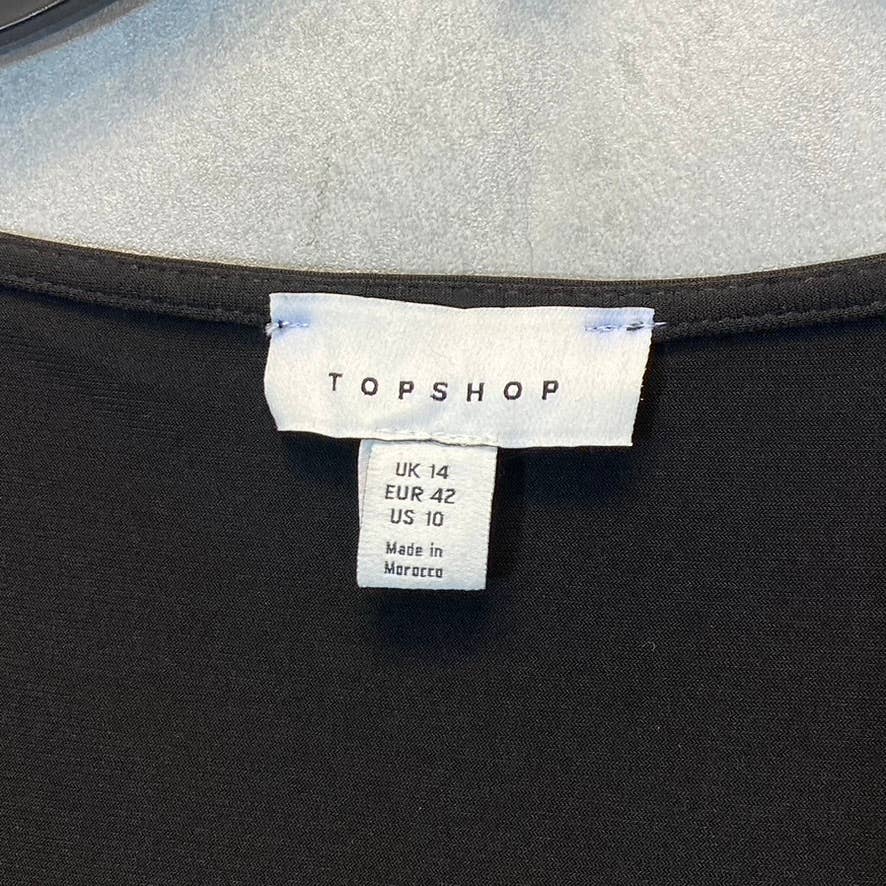 TOPSHOP
UK 14
EUR 42
US 10
Made in
Morocco